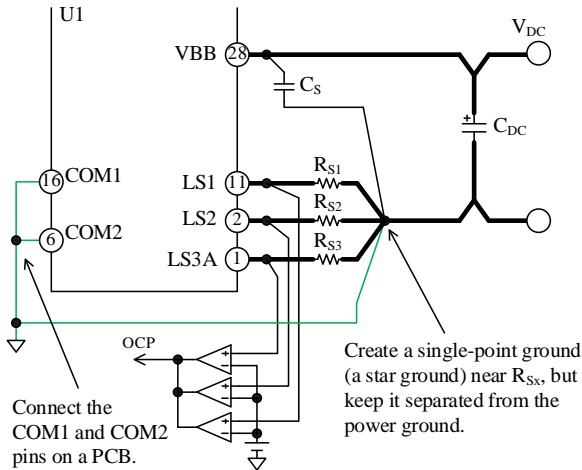 U1
VBB
28
V_DC
C_S
C_DC
16
COM1
LS1
11
R_S1
LS2
2
R_S2
6
COM2
LS3A
1
R_S3
OCP
Connect the
COM1 and COM2
pins on a PCB.
Create a single-point ground
(a star ground) near R_Sx, but
keep it separated from the
power ground.